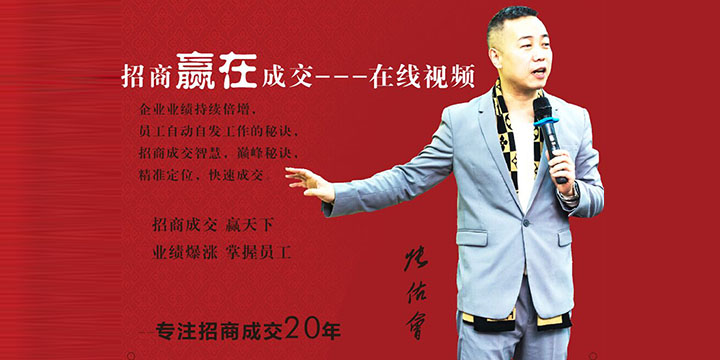 招商赢在成交---在线视频
企业业绩持续倍增，
员工自动自发工作的秘诀，
招商成交智慧、巅峰秘诀，
精准定位、快速成交。
招商成交 赢天下
业绩爆涨 掌握员工
专注招商成交20年